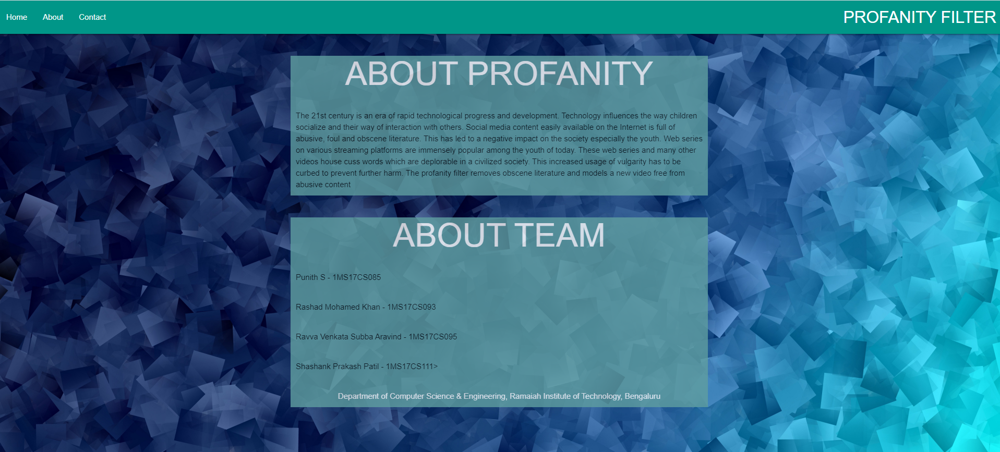 Home About Contact PROFANITY FILTER
ABOUT PROFANITY
The 21st century is an era of rapid technological progress and development. Technology influences the way children
socialize and their way of interaction with others. Social media content easily available on the Internet is full of
abusive, foul and obscene literature. This has led to a negative impact on the society especially the youth. Web series
on various streaming platforms are immensely popular among the youth of today. These web series and many other
videos house cuss words which are deplorable in a civilized society. This increased usage of vulgarity has to be
curbed to prevent further harm. The profanity filter removes obscene literature and models a new video free from
abusive content
ABOUT TEAM
Punith S - 1MS17CS085
Rashad Mohamed Khan - 1MS17CS093
Ravva Venkata Subba Aravind - 1MS17CS095
Shashank Prakash Patil - 1MS17CS111>
Department of Computer Science & Engineering, Ramaiah Institute of Technology, Bengaluru